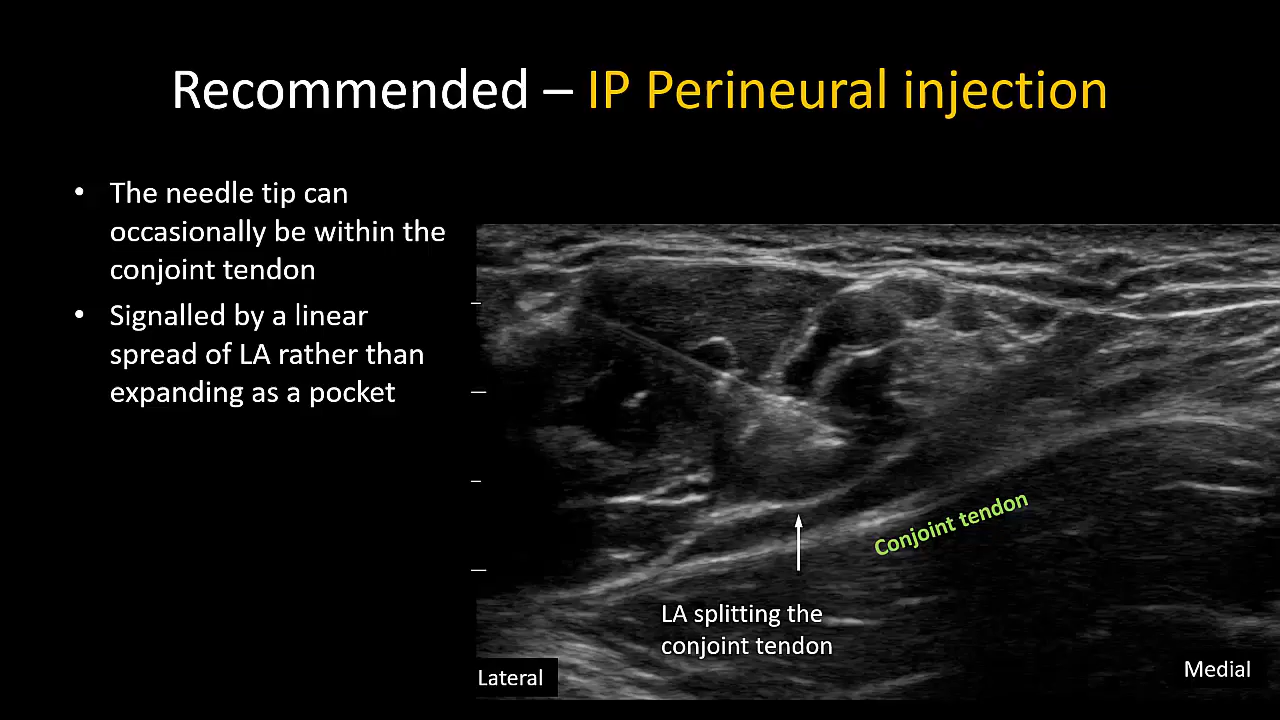 Recommended – IP Perineural injection
• The needle tip can
occasionally be within the
conjoint tendon
• Signalled by a linear
spread of LA rather than
expanding as a pocket
Conjoint tendon
LA splitting the
conjoint tendon
Lateral
Medial